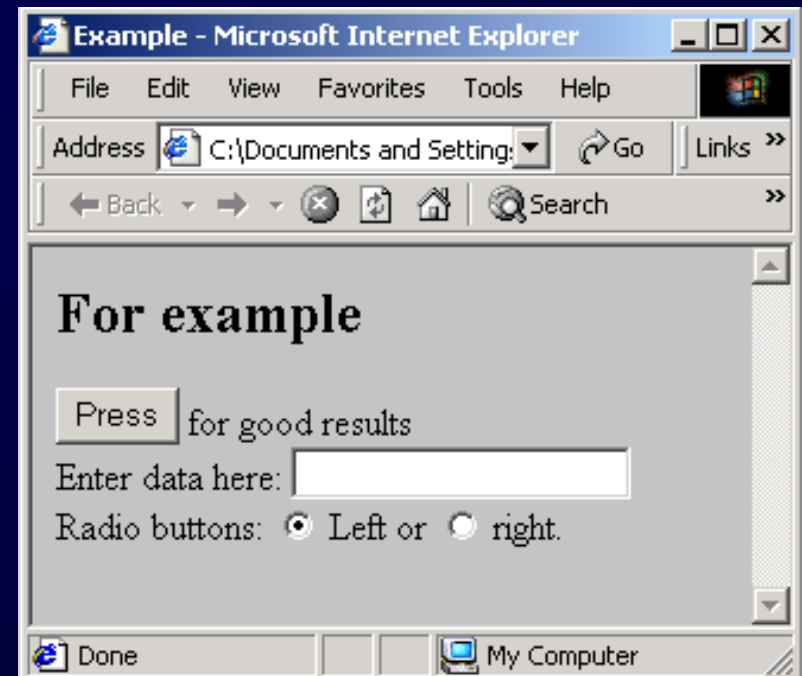 Example - Microsoft Internet Explorer
File Edit View Favorites Tools Help
Address C:\Documents and Setting: Go Links »
Back Search »
For example
Press for good results
Enter data here:
Radio buttons: Left or right.
Done My Computer